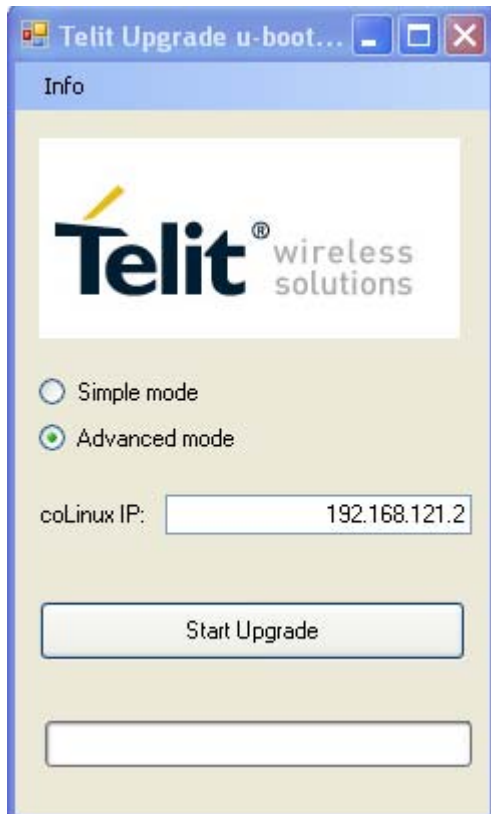 Telit Upgrade u-boot...
Info
Telit® wireless
solutions
Simple mode
Advanced mode
coLinux IP: 192.168.121.2
Start Upgrade